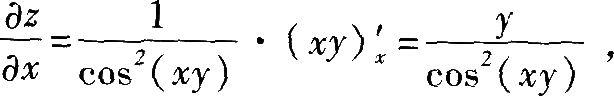 ∂z/∂x = 1/cos²(xy) · (xy)′ₓ = y/cos²(xy) ,